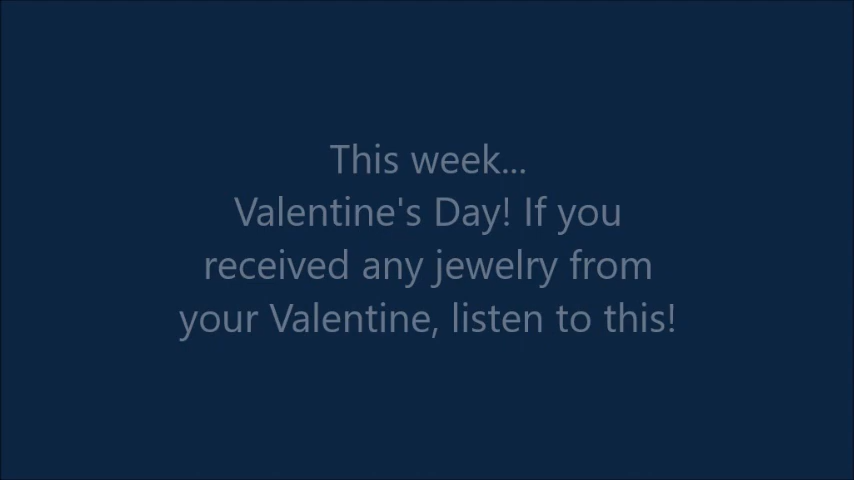 This week...
Valentine's Day! If you
received any jewelry from
your Valentine, listen to this!